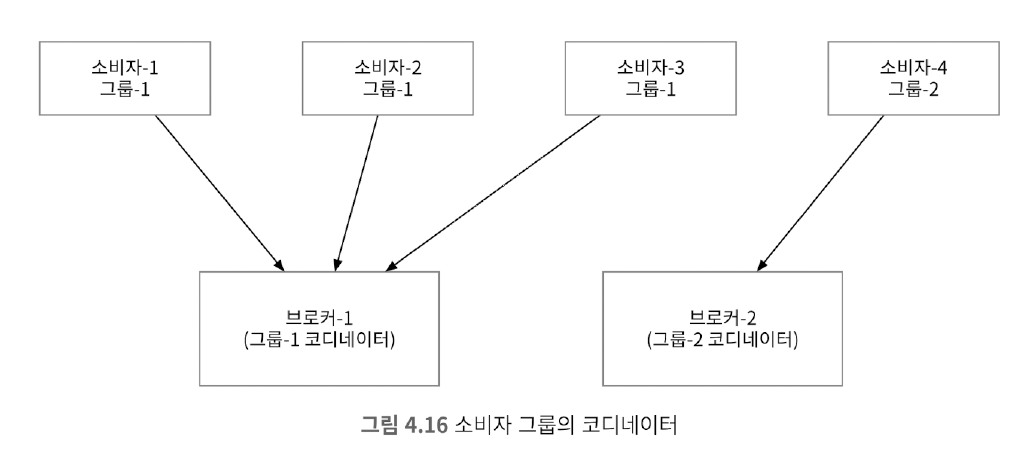 소비자-1
그룹-1
소비자-2
그룹-1
소비자-3
그룹-1
소비자-4
그룹-2
브로커-1
(그룹-1 코디네이터)
브로커-2
(그룹-2 코디네이터)
그림 4.16 소비자 그룹의 코디네이터